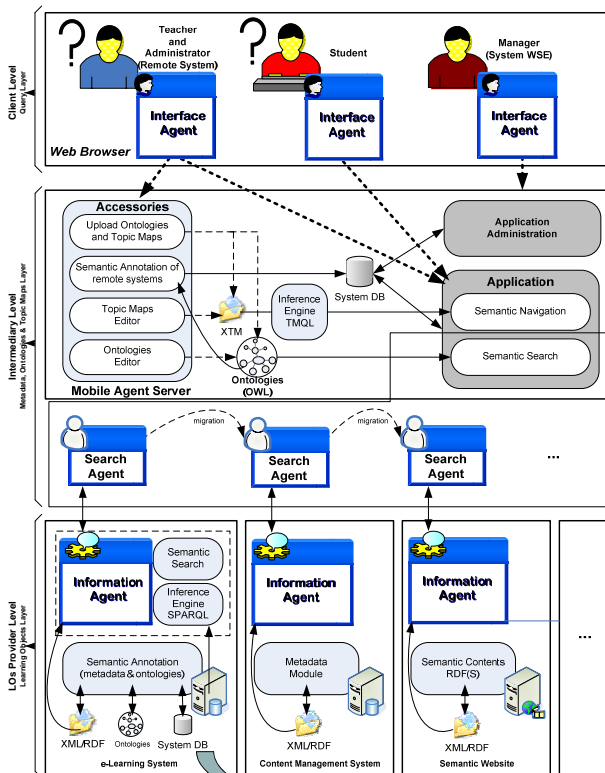 Client Level
Query Layer
Teacher
and
Administrator
(Remote System)
Student
Manager
(System WSE)
Interface
Agent
Interface
Agent
Interface
Agent
Web Browser
Intermediary Level
Metadata, Ontologies & Topic Maps Layer
Accessories
Upload Ontologies
and Topic Maps
Semantic Annotation of
remote systems
Topic Maps
Editor
Ontologies
Editor
Mobile Agent Server
XTM
Inference
Engine
TMQL
Ontologies
(OWL)
System DB
Application
Administration
Application
Semantic Navigation
Semantic Search
Search
Agent
migration
Search
Agent
migration
Search
Agent
...
LOs Provider Level
Learning Objects Layer
Information
Agent
Semantic
Search
Inference
Engine
SPARQL
Semantic Annotation
(metadata & ontologies)
XML/RDF
Ontologies
System DB
e-Learning System
Information
Agent
Metadata
Module
XML/RDF
Content Management System
Information
Agent
Semantic Contents
RDF(S)
XML/RDF
Semantic Website
...